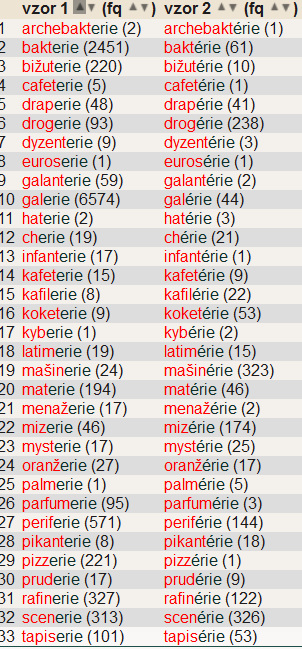 vzor 1 ▲▼ (fq ▲▼) vzor 2 ▲▼ (fq ▲▼)
1 archebakterie (2) archebaktérie (1)
2 bakterie (2451) baktérie (61)
3 bižuterie (220) bižutérie (10)
4 cafeterie (5) cafetérie (1)
5 draperie (48) drapérie (41)
6 drogerie (93) drogérie (238)
7 dyzenterie (9) dyzentérie (3)
8 euroserie (1) eurosérie (1)
9 galanterie (59) galantérie (2)
10 galerie (6574) galérie (44)
11 haterie (2) hatérie (3)
12 cherie (19) chérie (21)
13 infanterie (17) infantérie (1)
14 kafeterie (15) kafetérie (9)
15 kafilerie (8) kafilérie (22)
16 koketerie (9) koketérie (53)
17 kyberie (1) kybérie (2)
18 latimerie (19) latimérie (15)
19 mašinerie (24) mašinérie (323)
20 materie (194) matérie (46)
21 menažerie (17) menažérie (2)
22 mizerie (46) mizérie (174)
23 mysterie (17) mystérie (25)
24 oranžerie (27) oranžérie (17)
25 palmerie (1) palmérie (5)
26 parfumerie (95) parfumérie (3)
27 periferie (571) periférie (144)
28 pikanterie (8) pikantérie (18)
29 pizzerie (221) pizzérie (1)
30 pruderie (17) prudérie (9)
31 rafinerie (327) rafinérie (122)
32 scenerie (313) scenérie (326)
33 tapiserie (101) tapisérie (53)